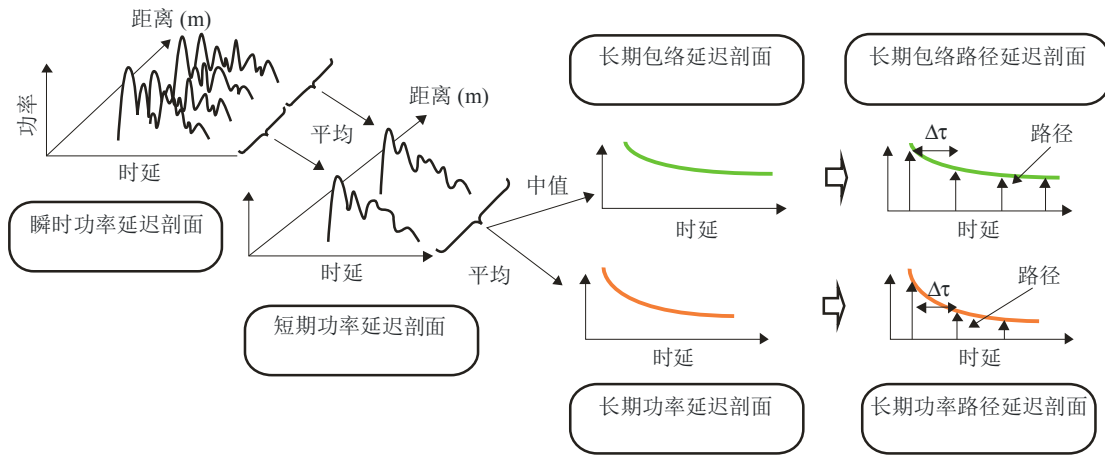 距离 (m)
功率
时延
瞬时功率延迟剖面
平均
距离 (m)
时延
短期功率延迟剖面
中值
平均
长期包络延迟剖面
时延
长期包络路径延迟剖面
Δτ
路径
时延
时延
长期功率延迟剖面
Δτ
路径
时延
长期功率路径延迟剖面